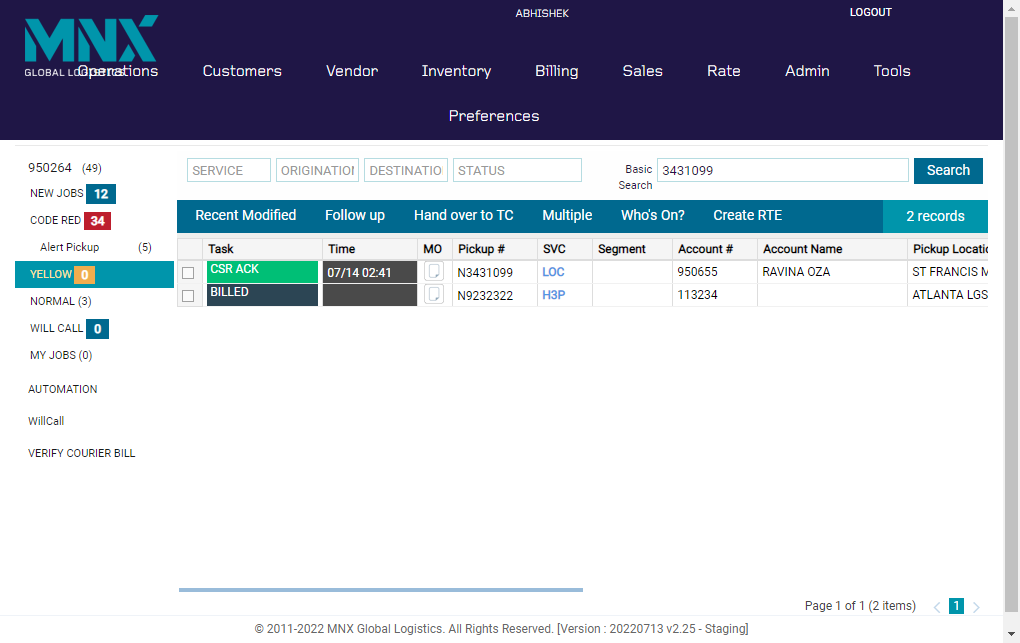 ABHISHEK
LOGOUT
MNX
GLOBAL LOGISTICS
Operations Customers Vendor Inventory Billing Sales Rate Admin Tools
Preferences
950264 (49)
NEW JOBS 12
CODE RED 34
Alert Pickup (5)
YELLOW 0
NORMAL (3)
WILL CALL 0
MY JOBS (0)
AUTOMATION
WillCall
VERIFY COURIER BILL
SERVICE ORIGINATION DESTINATIO STATUS Basic Search 3431099 Search
Recent Modified Follow up Hand over to TC Multiple Who's On? Create RTE 2 records
Task Time MO Pickup # SVC Segment Account # Account Name Pickup Locatio
CSR ACK 07/14 02:41 N3431099 LOC 950655 RAVINA OZA ST FRANCIS M
BILLED N9232322 H3P 113234 ATLANTA LGS
Page 1 of 1 (2 items) 1
© 2011-2022 MNX Global Logistics. All Rights Reserved. [Version : 20220713 v2.25 - Staging]